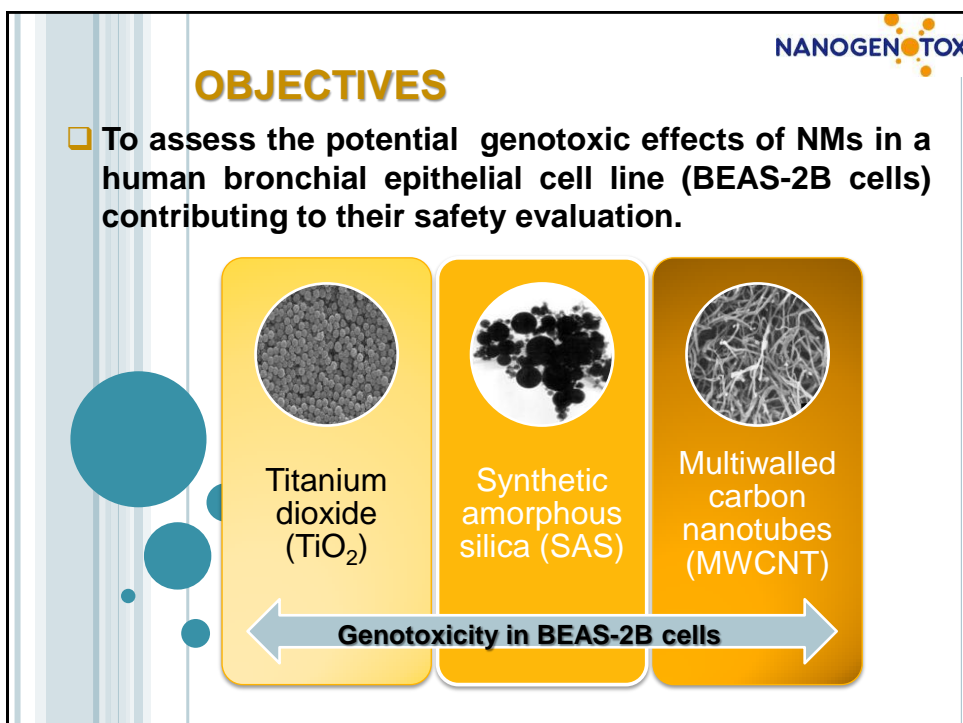 NANOGENOTOX
OBJECTIVES
❑ To assess the potential genotoxic effects of NMs in a
human bronchial epithelial cell line (BEAS-2B cells)
contributing to their safety evaluation.
Titanium
dioxide
(TiO₂)
Synthetic
amorphous
silica (SAS)
Multiwalled
carbon
nanotubes
(MWCNT)
Genotoxicity in BEAS-2B cells